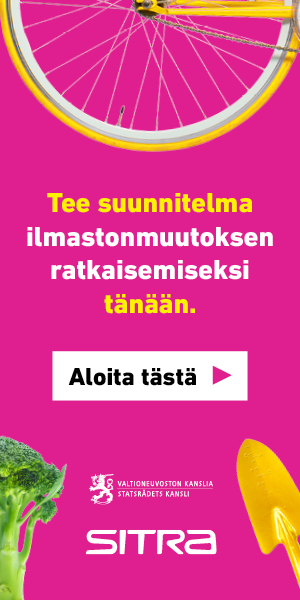 Tee suunnitelma
ilmastonmuutoksen
ratkaisemiseksi
tänään.
Aloita tästä
VALTIONEUVOSTON KANSLIA
STATSRÅDETS KANSLI
SITRA